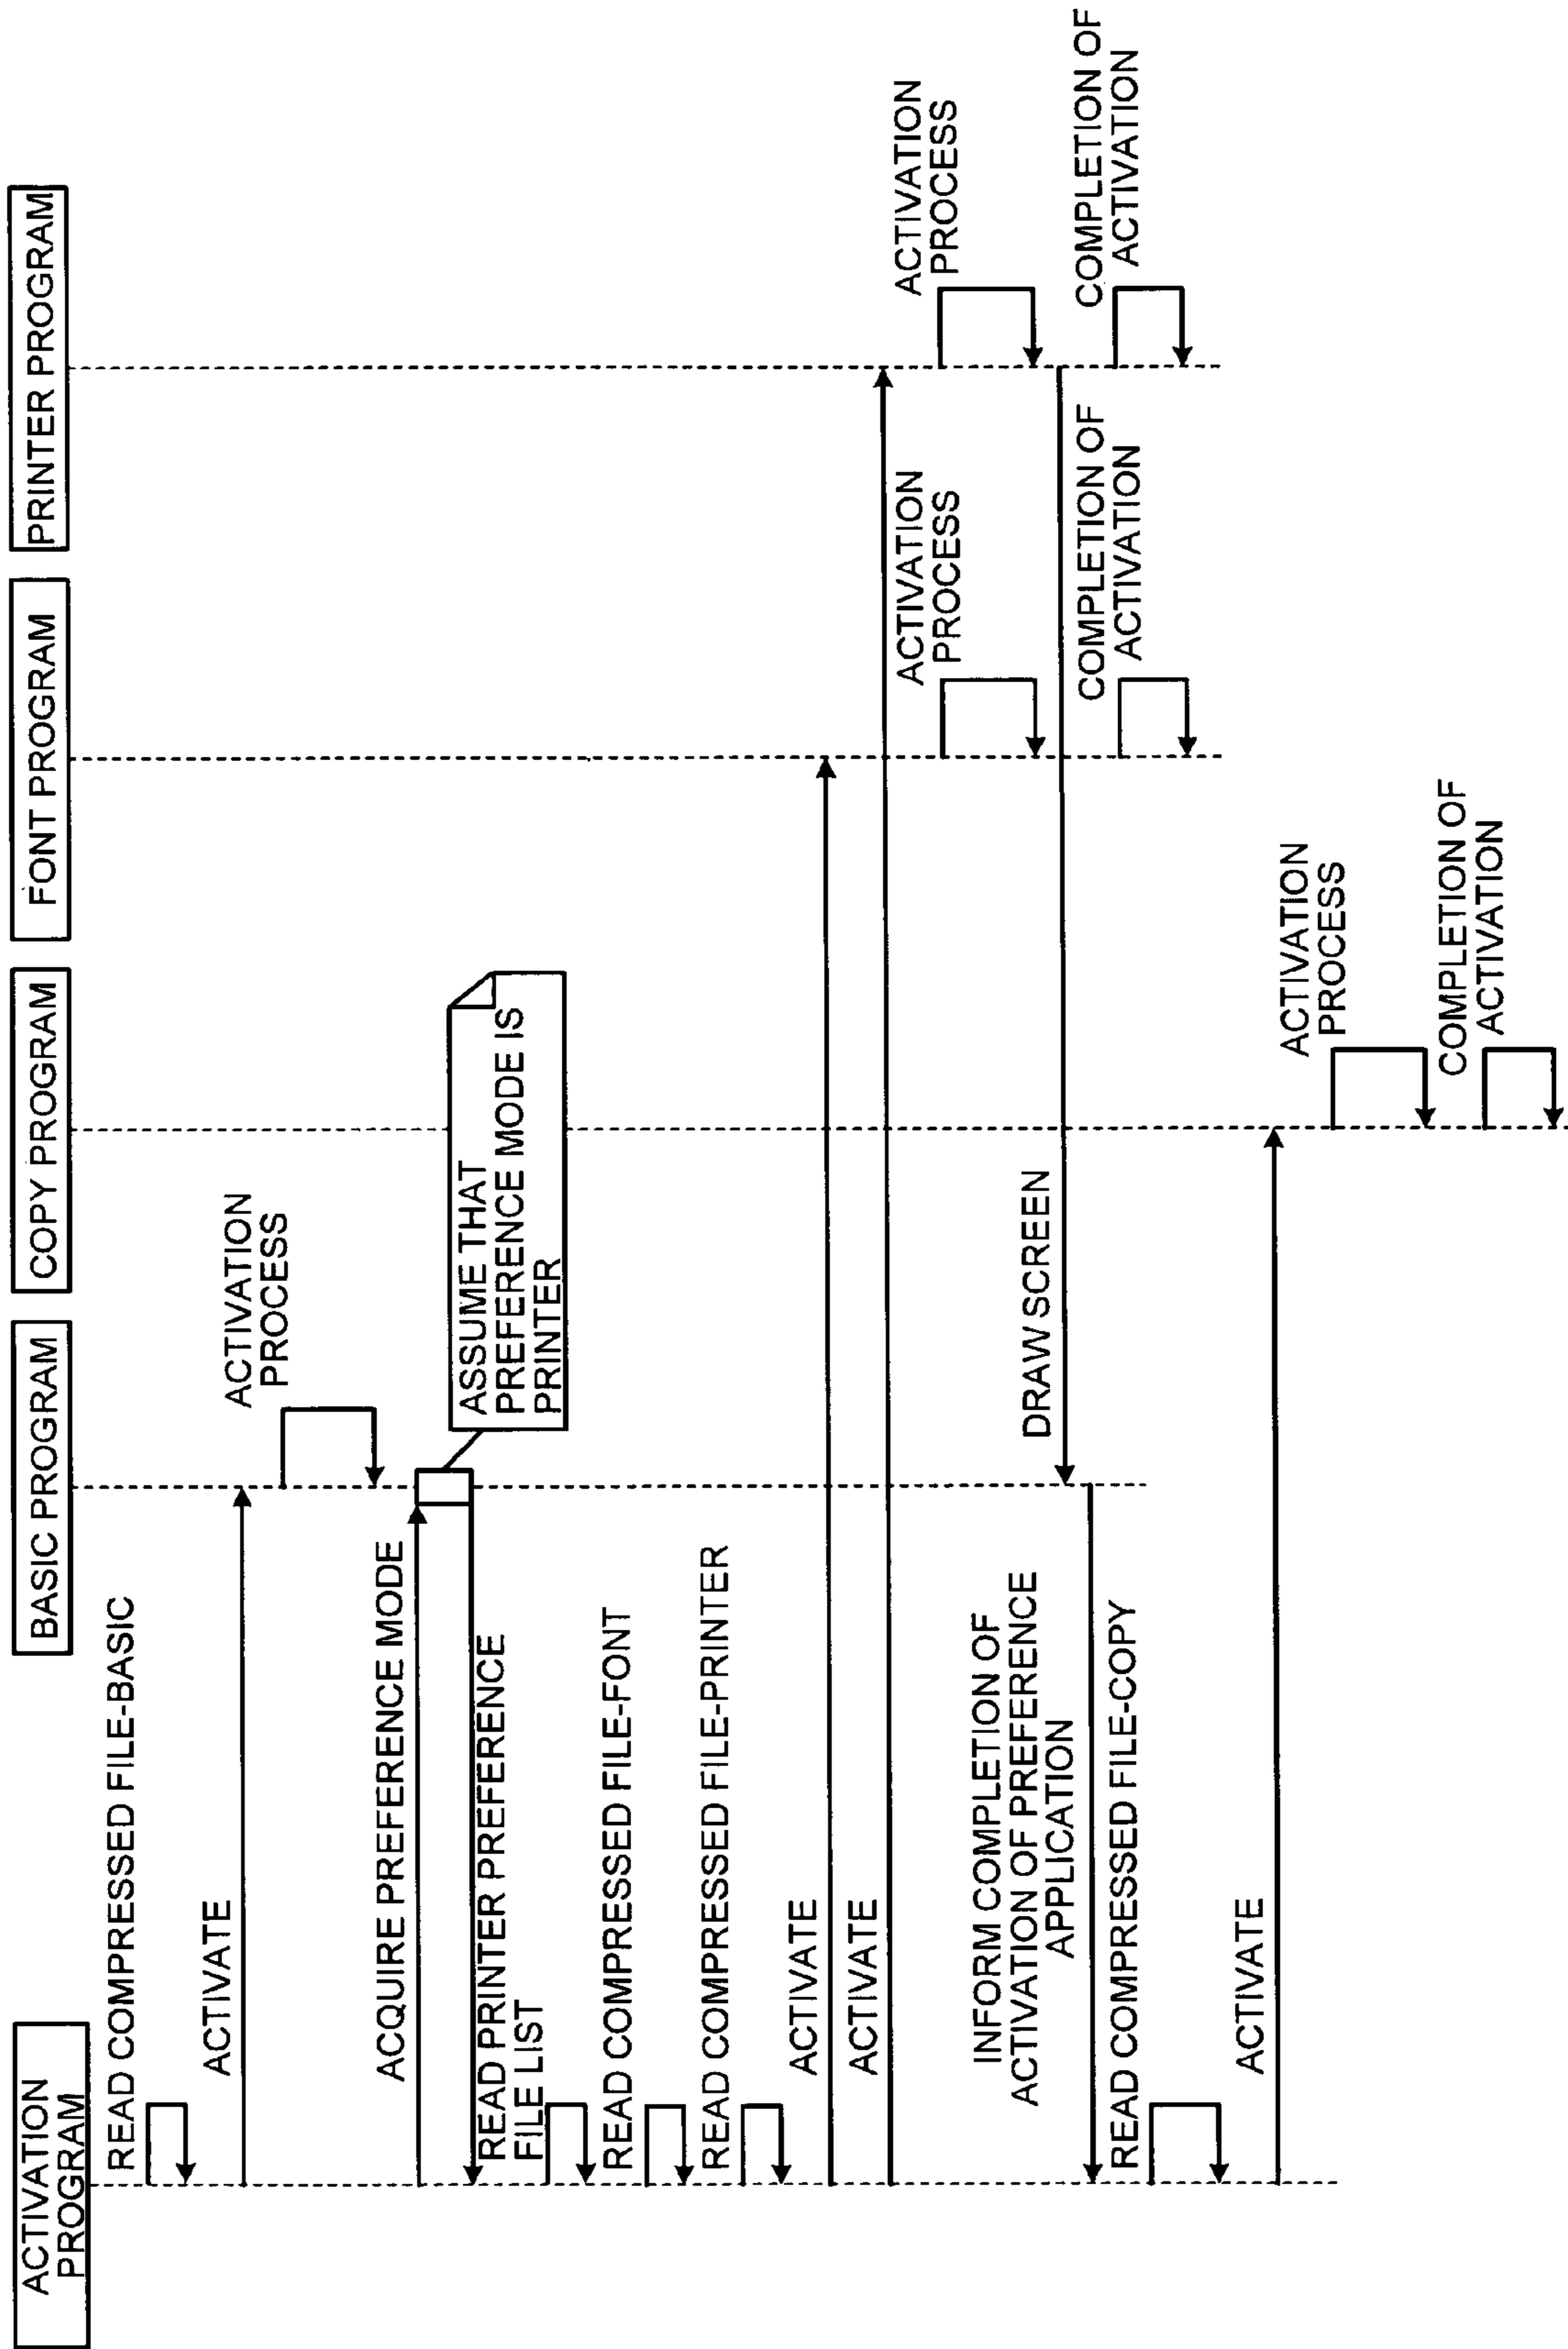 ACTIVATION
PROGRAM
BASIC PROGRAM
COPY PROGRAM
FONT PROGRAM
PRINTER PROGRAM
READ COMPRESSED FILE-BASIC
ACTIVATE
ACTIVATION
PROCESS
ACQUIRE PREFERENCE MODE
ASSUME THAT
PREFERENCE MODE IS
PRINTER
READ PRINTER PREFERENCE
FILE LIST
READ COMPRESSED FILE-FONT
READ COMPRESSED FILE-PRINTER
ACTIVATE
ACTIVATE
ACTIVATION
PROCESS
ACTIVATION
PROCESS
DRAW SCREEN
INFORM COMPLETION OF
ACTIVATION OF PREFERENCE
APPLICATION
COMPLETION OF
ACTIVATION
COMPLETION OF
ACTIVATION
READ COMPRESSED FILE-COPY
ACTIVATE
ACTIVATION
PROCESS
COMPLETION OF
ACTIVATION